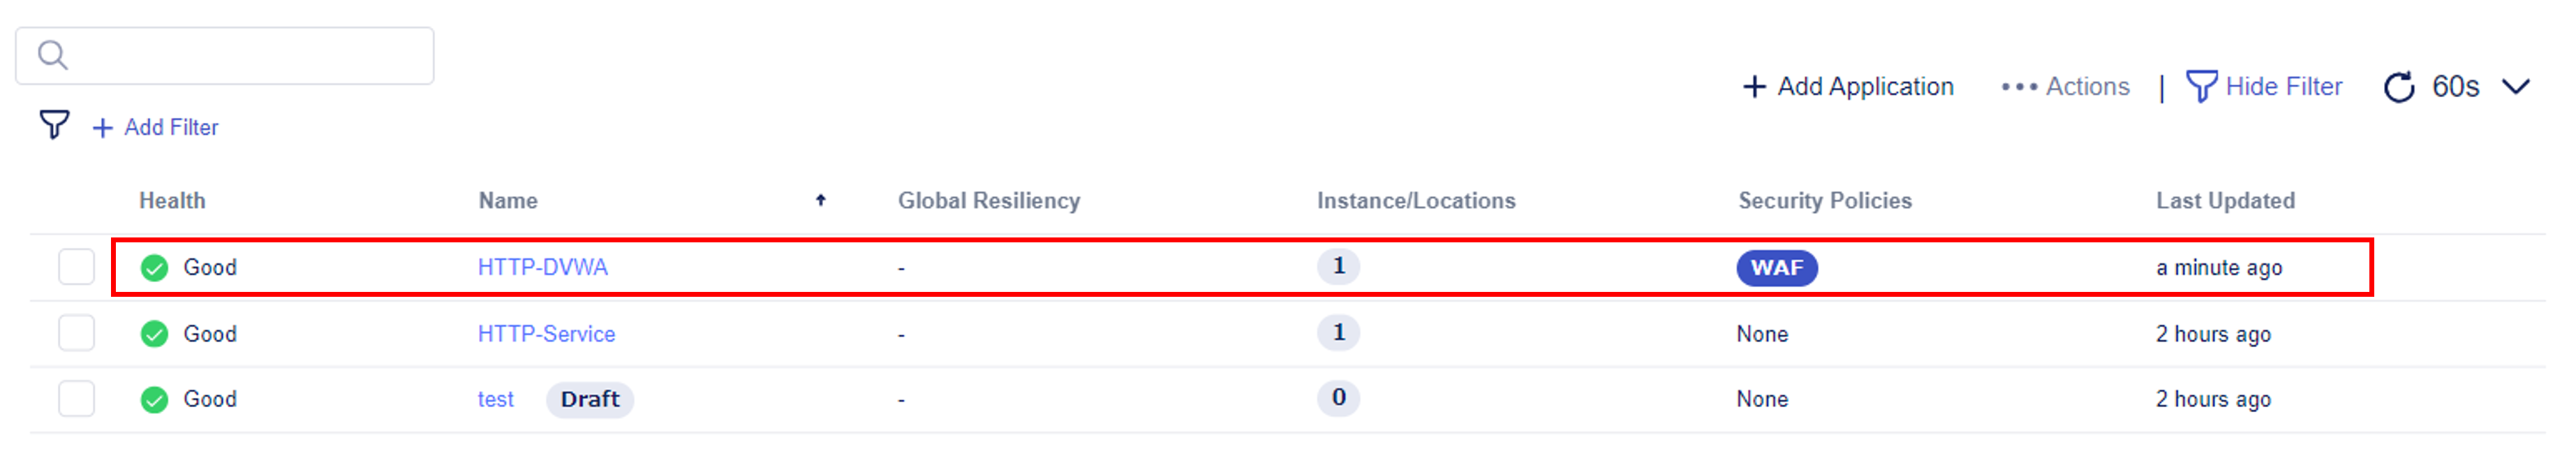 + Add Application ••• Actions | Hide Filter 60s
+ Add Filter
Health Name Global Resiliency Instance/Locations Security Policies Last Updated
Good HTTP-DVWA - 1 WAF a minute ago
Good HTTP-Service - 1 None 2 hours ago
Good test Draft - 0 None 2 hours ago